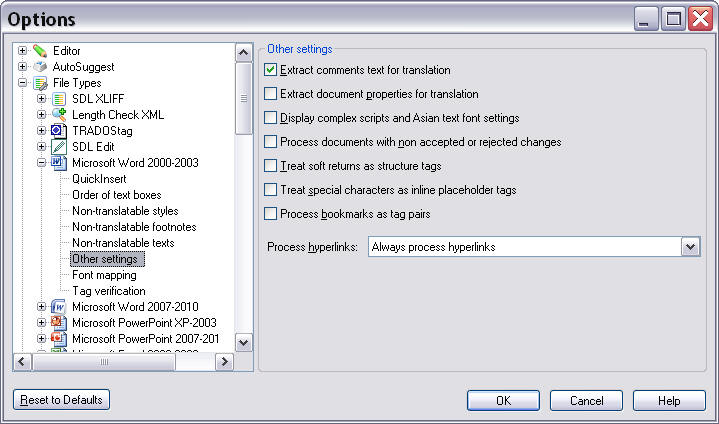 Options
Editor
AutoSuggest
File Types
SDL XLIFF
Length Check XML
TRADOStag
SDL Edit
Microsoft Word 2000-2003
QuickInsert
Order of text boxes
Non-translatable styles
Non-translatable footnotes
Non-translatable texts
Other settings
Font mapping
Tag verification
Microsoft Word 2007-2010
Microsoft PowerPoint XP-2003
Microsoft PowerPoint 2007-201
Other settings
Extract comments text for translation
Extract document properties for translation
Display complex scripts and Asian text font settings
Process documents with non accepted or rejected changes
Treat soft returns as structure tags
Treat special characters as inline placeholder tags
Process bookmarks as tag pairs
Process hyperlinks: Always process hyperlinks
Reset to Defaults
OK
Cancel
Help